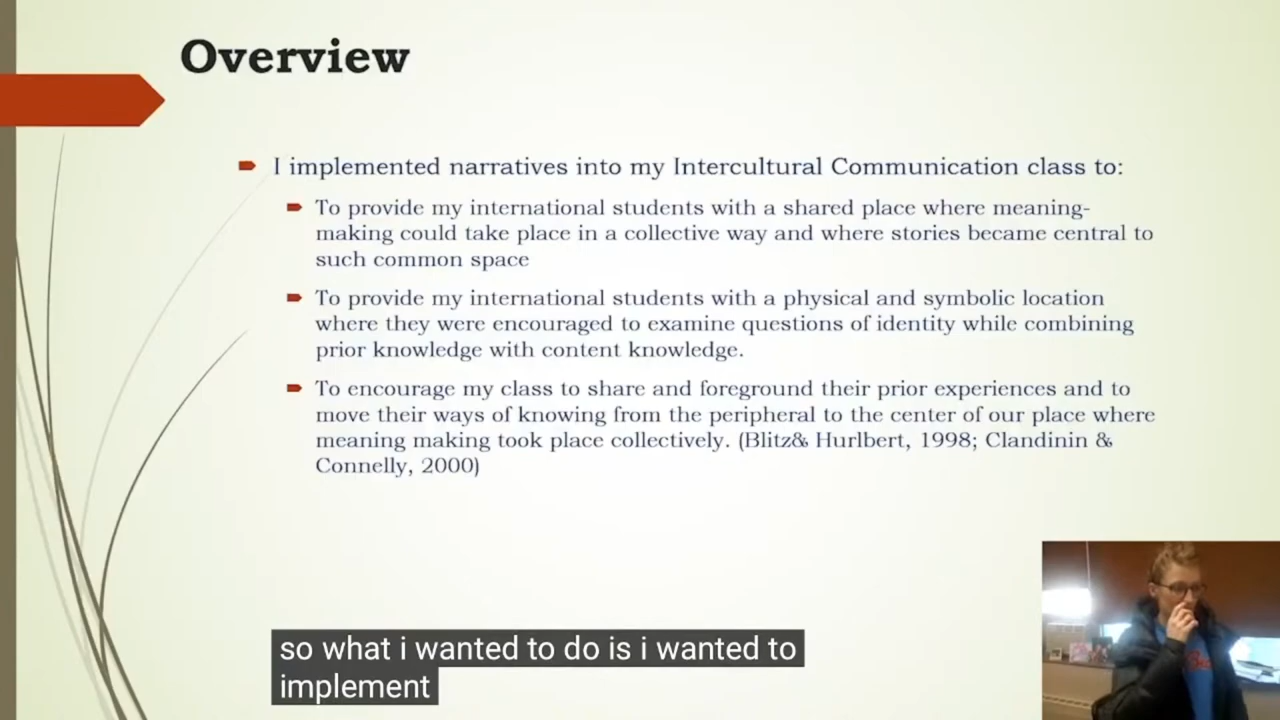 Overview
I implemented narratives into my Intercultural Communication class to:
To provide my international students with a shared place where meaning-
making could take place in a collective way and where stories became central to
such common space
To provide my international students with a physical and symbolic location
where they were encouraged to examine questions of identity while combining
prior knowledge with content knowledge.
To encourage my class to share and foreground their prior experiences and to
move their ways of knowing from the peripheral to the center of our place where
meaning making took place collectively. (Blitz& Hurlbert, 1998; Clandinin &
Connelly, 2000)
so what i wanted to do is i wanted to
implement